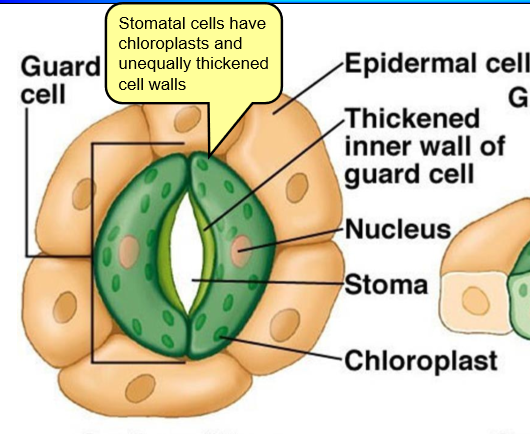 Stomatal cells have
chloroplasts and
unequally thickened
cell walls
Guard
cell
Epidermal cell
G
Thickened
inner wall of
guard cell
Nucleus
Stoma
Chloroplast